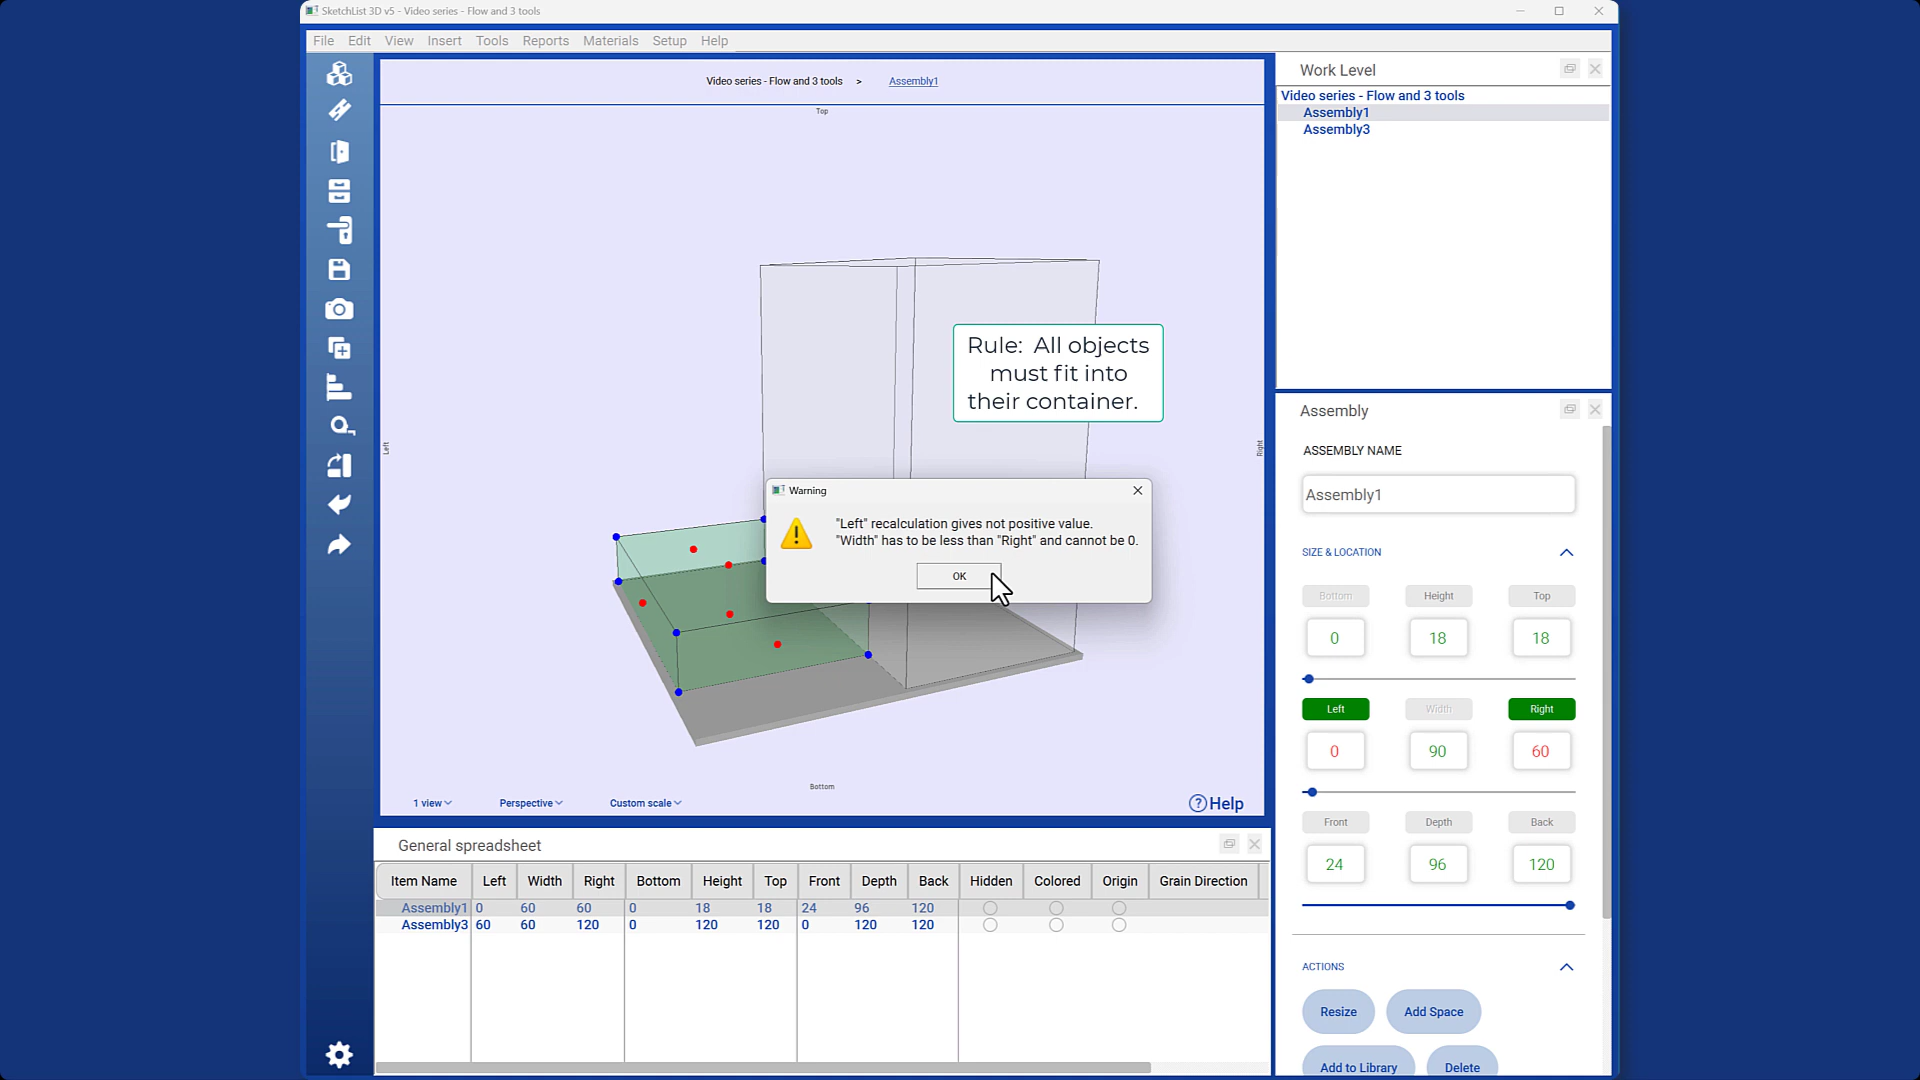 SketchList 3D v5 - Video series - Flow and 3 tools
File Edit View Insert Tools Reports Materials Setup Help
Video series - Flow and 3 tools > Assembly1
Top
Left
Right
Rule: All objects
must fit into
their container.
Warning
"Left" recalculation gives not positive value.
"Width" has to be less than "Right" and cannot be 0.
OK
Bottom
1 view Perspective Custom scale
? Help
Work Level
Video series - Flow and 3 tools
Assembly1
Assembly3
Assembly
ASSEMBLY NAME
Assembly1
SIZE & LOCATION
Bottom Height Top
0 18 18
Left Width Right
0 90 60
Front Depth Back
24 96 120
ACTIONS
Resize Add Space
Add to Library Delete
General spreadsheet
Item Name Left Width Right Bottom Height Top Front Depth Back Hidden Colored Origin Grain Direction
Assembly1 0 60 60 0 18 18 24 96 120
Assembly3 60 60 120 0 120 120 0 120 120